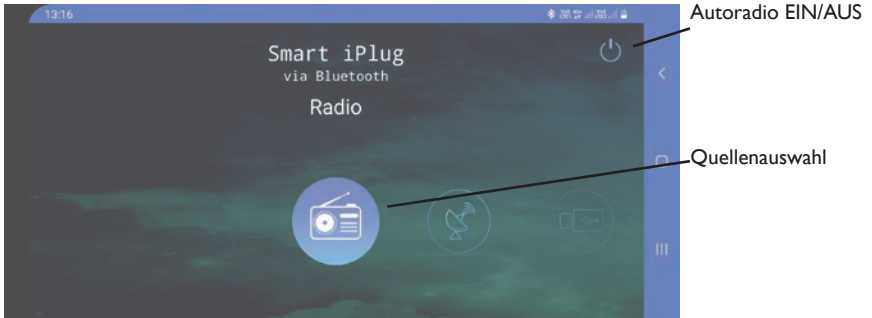 13:16
Autoradio EIN/AUS
Smart iPlug
via Bluetooth
Radio
Quellenauswahl